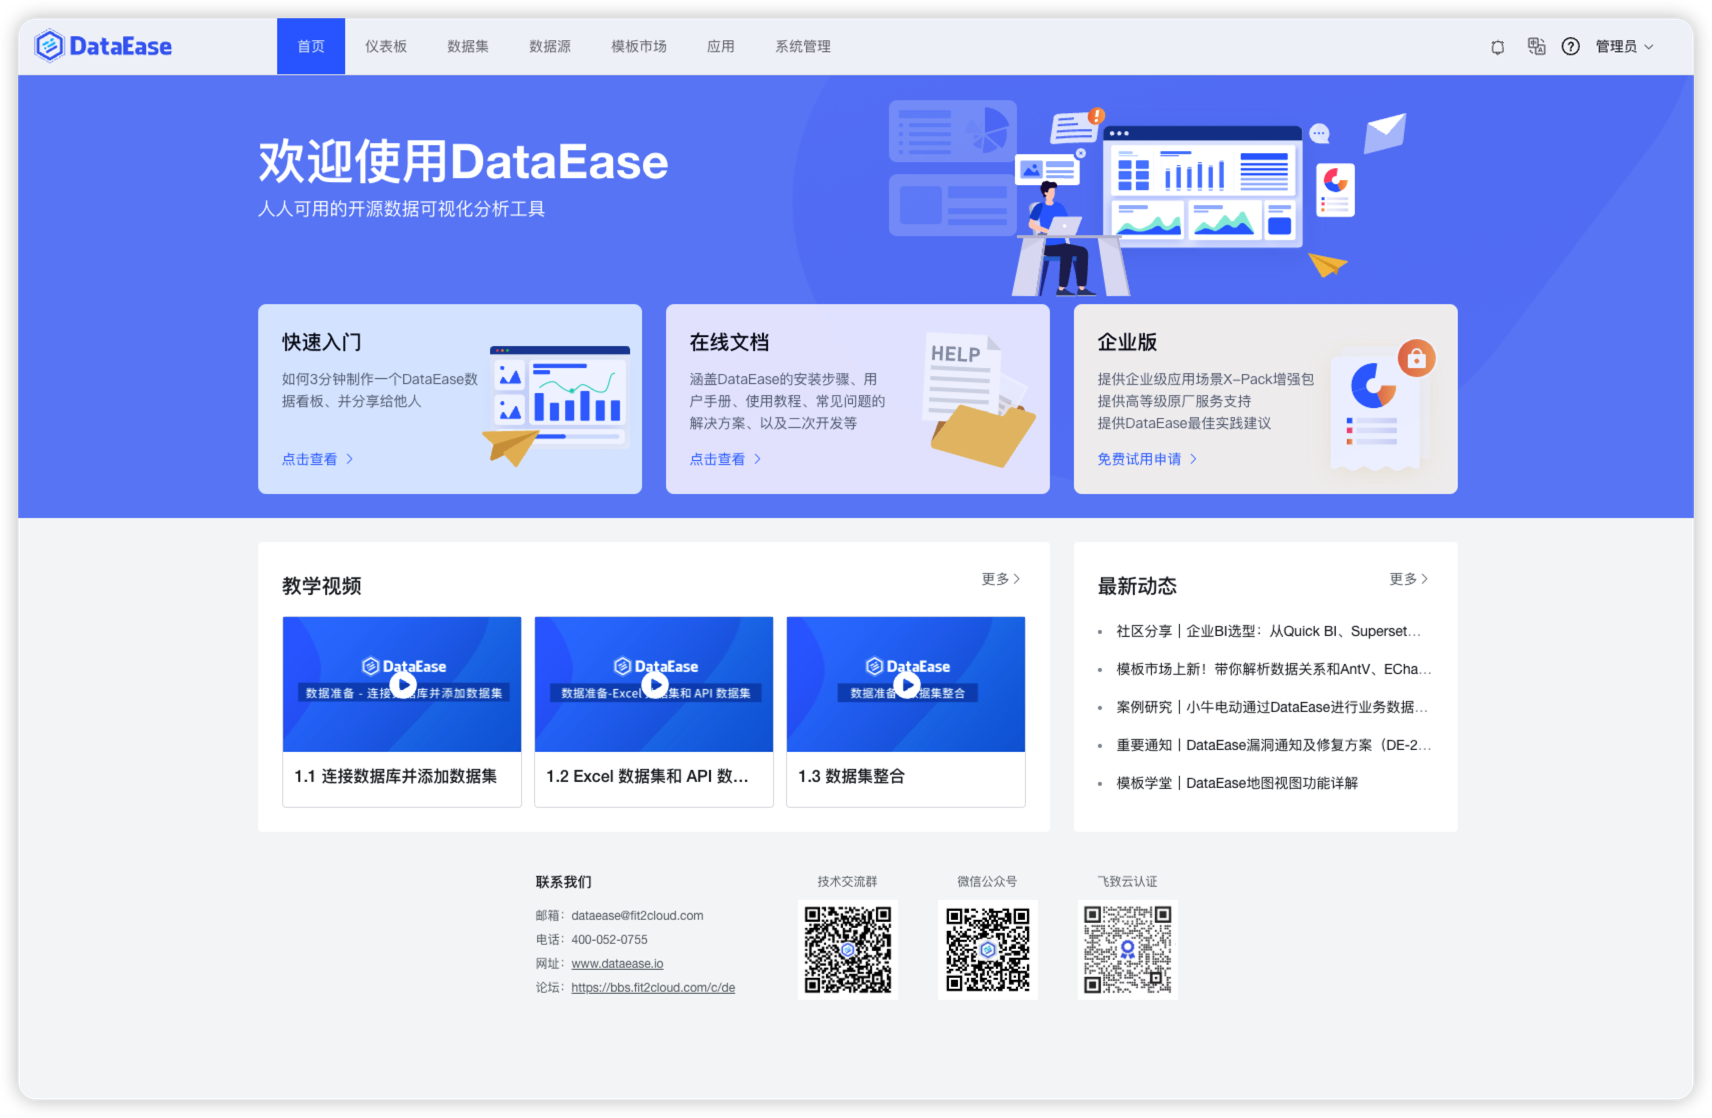 DataEase
首页
仪表板
数据集
数据源
模板市场
应用
系统管理
管理员
欢迎使用DataEase
人人可用的开源数据可视化分析工具
快速入门
如何3分钟制作一个DataEase数
据看板、并分享给他人
点击查看
在线文档
涵盖DataEase的安装步骤、用
户手册、使用教程、常见问题的
解决方案、以及二次开发等
点击查看
HELP
企业版
提供企业级应用场景X-Pack增强包
提供高等级原厂服务支持
提供DataEase最佳实践建议
免费试用申请
教学视频
更多
DataEase
数据准备 - 连接数据库并添加数据集
1.1 连接数据库并添加数据集
DataEase
数据准备-Excel 数据集和 API 数据集
1.2 Excel 数据集和 API 数...
DataEase
数据准备 数据集整合
1.3 数据集整合
最新动态
更多
社区分享丨企业BI选型：从Quick BI、Superset...
模板市场上新！带你解析数据关系和AntV、ECha...
案例研究丨小牛电动通过DataEase进行业务数据...
重要通知丨DataEase漏洞通知及修复方案（DE-2...
模板学堂丨DataEase地图视图功能详解
联系我们
邮箱：dataease@fit2cloud.com
电话：400-052-0755
网址：www.dataease.io
论坛：https://bbs.fit2cloud.com/c/de
技术交流群
微信公众号
飞致云认证